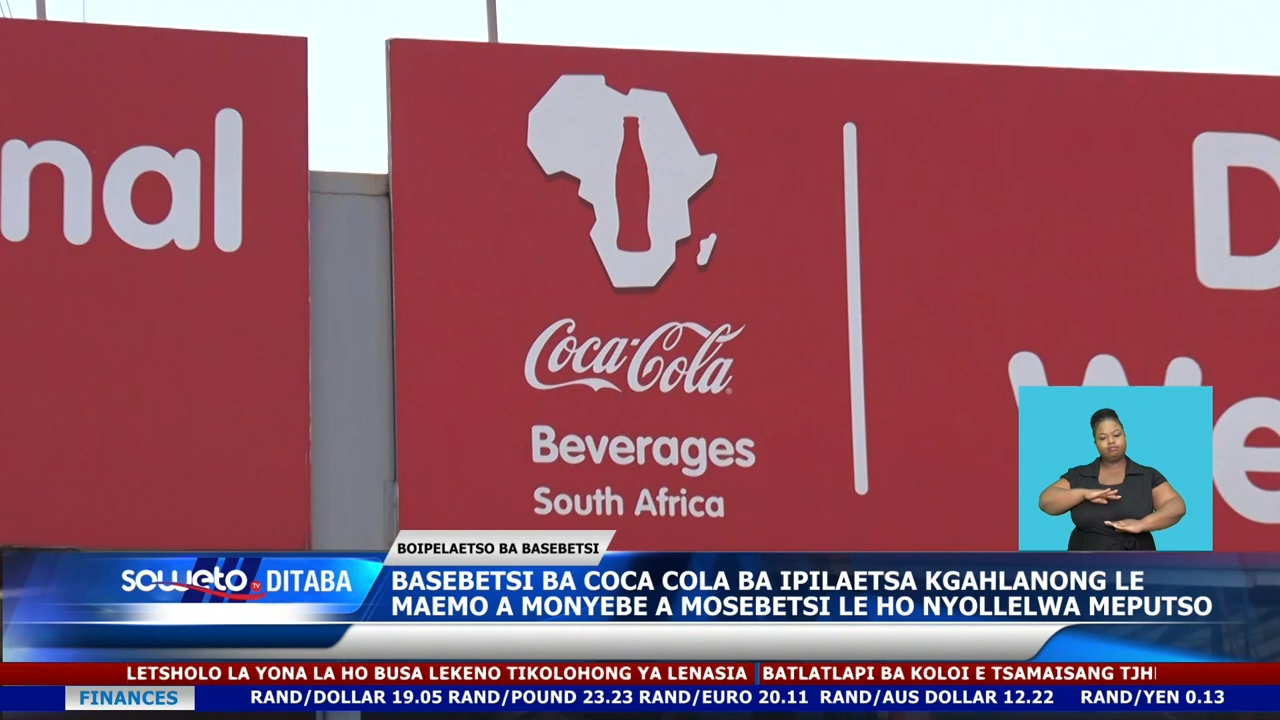 nal
Coca-Cola
Beverages
South Africa
D
We
BOIPELAETSO BA BASEBETSI
soweto TV DITABA
BASEBETSI BA COCA COLA BA IPILAETSA KGAHLANONG LE
MAEMO A MONYEBE A MOSEBETSI LE HO NYOLLELWA MEPUTSO
LETSHOLO LA YONA LA HO BUSA LEKENO TIKOLOHONG YA LENASIA BATLATLAPI BA KOLOI E TSAMAISANG TJH
FINANCES RAND/DOLLAR 19.05 RAND/POUND 23.23 RAND/EURO 20.11 RAND/AUS DOLLAR 12.22 RAND/YEN 0.13